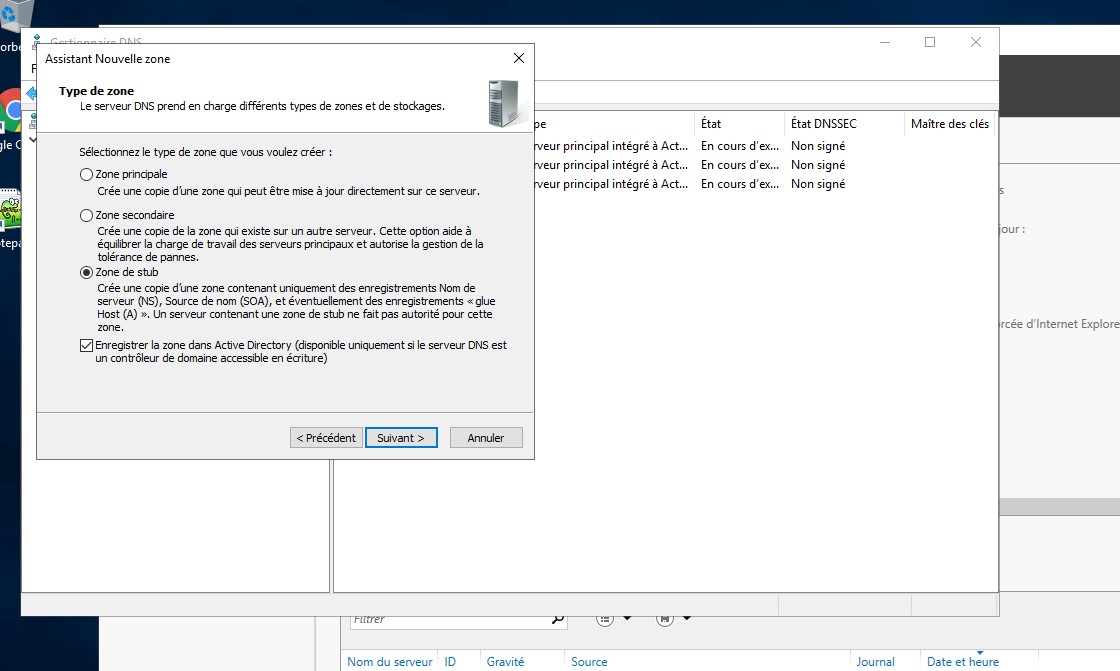 Gestionnaire DNS
Assistant Nouvelle zone
Type de zone
Le serveur DNS prend en charge différents types de zones et de stockages.
Sélectionnez le type de zone que vous voulez créer :
Zone principale
Crée une copie d'une zone qui peut être mise à jour directement sur ce serveur.
Zone secondaire
Crée une copie de la zone qui existe sur un autre serveur. Cette option aide à
équilibrer la charge de travail des serveurs principaux et autorise la gestion de la
tolérance de pannes.
Zone de stub
Crée une copie d'une zone contenant uniquement des enregistrements Nom de
serveur (NS), Source de nom (SOA), et éventuellement des enregistrements « glue
Host (A) ». Un serveur contenant une zone de stub ne fait pas autorité pour cette
zone.
Enregistrer la zone dans Active Directory (disponible uniquement si le serveur DNS est
un contrôleur de domaine accessible en écriture)
< Précédent Suivant > Annuler
pe État État DNSSEC Maître des clés
rveur principal intégré à Act... En cours d'ex... Non signé
rveur principal intégré à Act... En cours d'ex... Non signé
rveur principal intégré à Act... En cours d'ex... Non signé
jour :
rcée d'Internet Explore
Filtrer
Nom du serveur ID Gravité Source Journal Date et heure